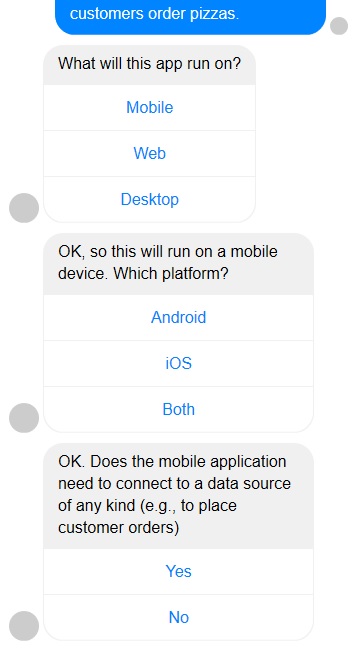 customers order pizzas.
What will this app run on?
Mobile
Web
Desktop
OK, so this will run on a mobile
device. Which platform?
Android
iOS
Both
OK. Does the mobile application
need to connect to a data source
of any kind (e.g., to place
customer orders)
Yes
No